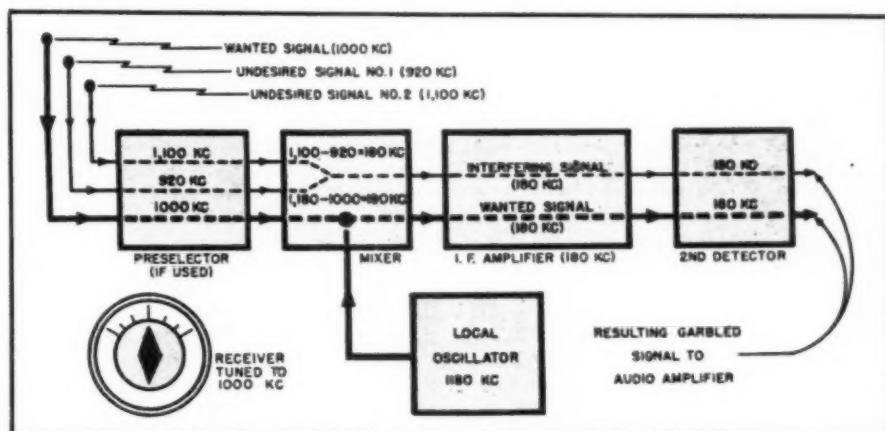 WANTED SIGNAL (1000 KC)
UNDESIRED SIGNAL NO. 1 (920 KC)
UNDESIRED SIGNAL NO. 2 (1,100 KC)
1,100 KC
920 KC
1000 KC
PRESELECTOR
(IF USED)
1,100-920=180 KC
1,180-1000=180 KC
MIXER
INTERFERING SIGNAL
(180 KC)
WANTED SIGNAL
(180 KC)
I. F. AMPLIFIER (180 KC)
180 KC
180 KC
2ND DETECTOR
RECEIVER
TUNED TO
1000 KC
LOCAL
OSCILLATOR
1180 KC
RESULTING GARBLED
SIGNAL TO
AUDIO AMPLIFIER